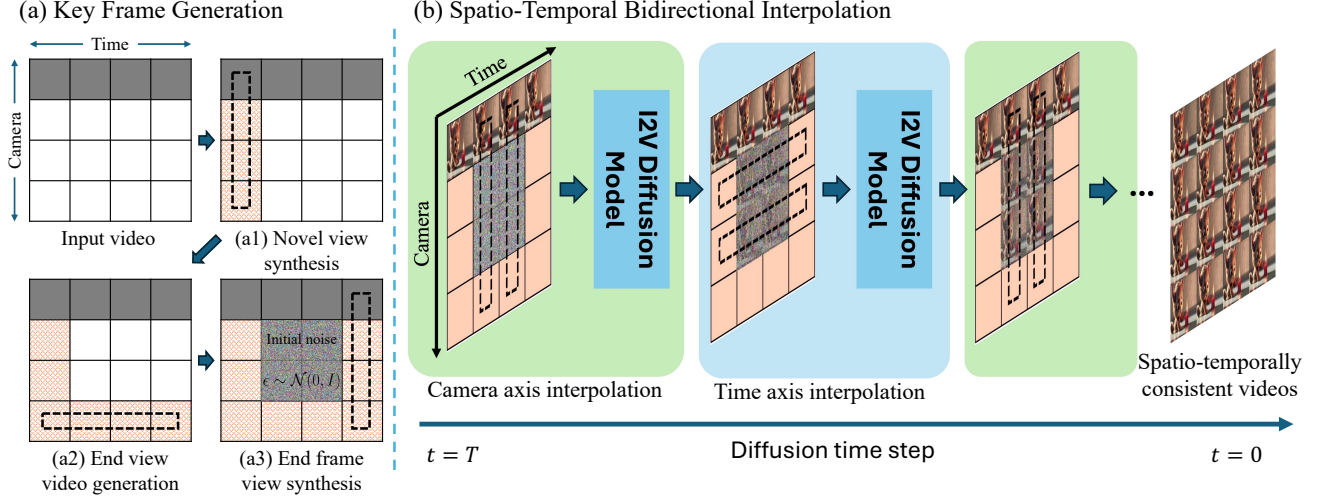 (a) Key Frame Generation
Time
Camera
Input video
(a1) Novel view
synthesis
(a2) End view
video generation
Initial noise
ϵ ∼ 𝒩(0, I)
(a3) End frame
view synthesis
(b) Spatio-Temporal Bidirectional Interpolation
Time
Camera
I2V Diffusion
Model
Camera axis interpolation
I2V Diffusion
Model
Time axis interpolation
...
Spatio-temporally
consistent videos
t = T
Diffusion time step
t = 0